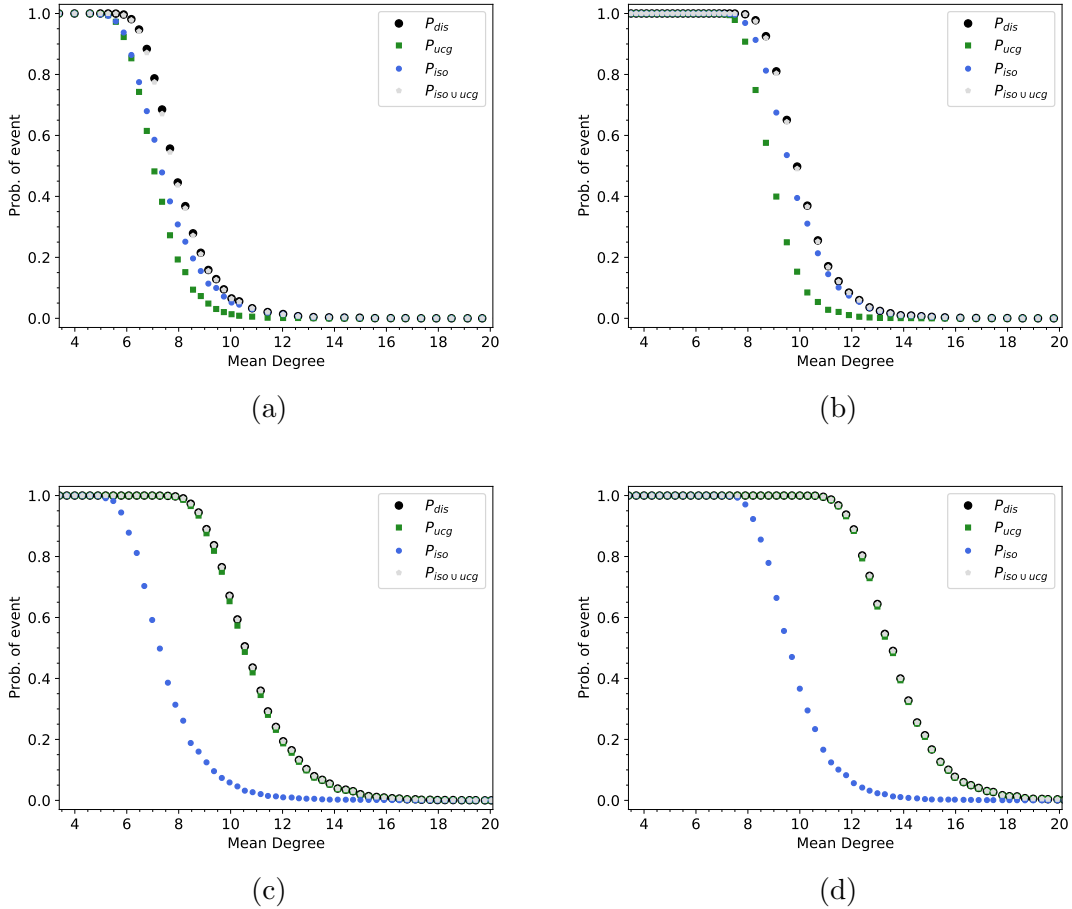 1.0
0.8
0.6
0.4
0.2
0.0
Prob. of event
4 6 8 10 12 14 16 18 20
Mean Degree
P_dis
P_ucg
P_iso
P_iso ∪ ucg
(a)
1.0
0.8
0.6
0.4
0.2
0.0
Prob. of event
4 6 8 10 12 14 16 18 20
Mean Degree
P_dis
P_ucg
P_iso
P_iso ∪ ucg
(b)
1.0
0.8
0.6
0.4
0.2
0.0
Prob. of event
4 6 8 10 12 14 16 18 20
Mean Degree
P_dis
P_ucg
P_iso
P_iso ∪ ucg
(c)
1.0
0.8
0.6
0.4
0.2
0.0
Prob. of event
4 6 8 10 12 14 16 18 20
Mean Degree
P_dis
P_ucg
P_iso
P_iso ∪ ucg
(d)